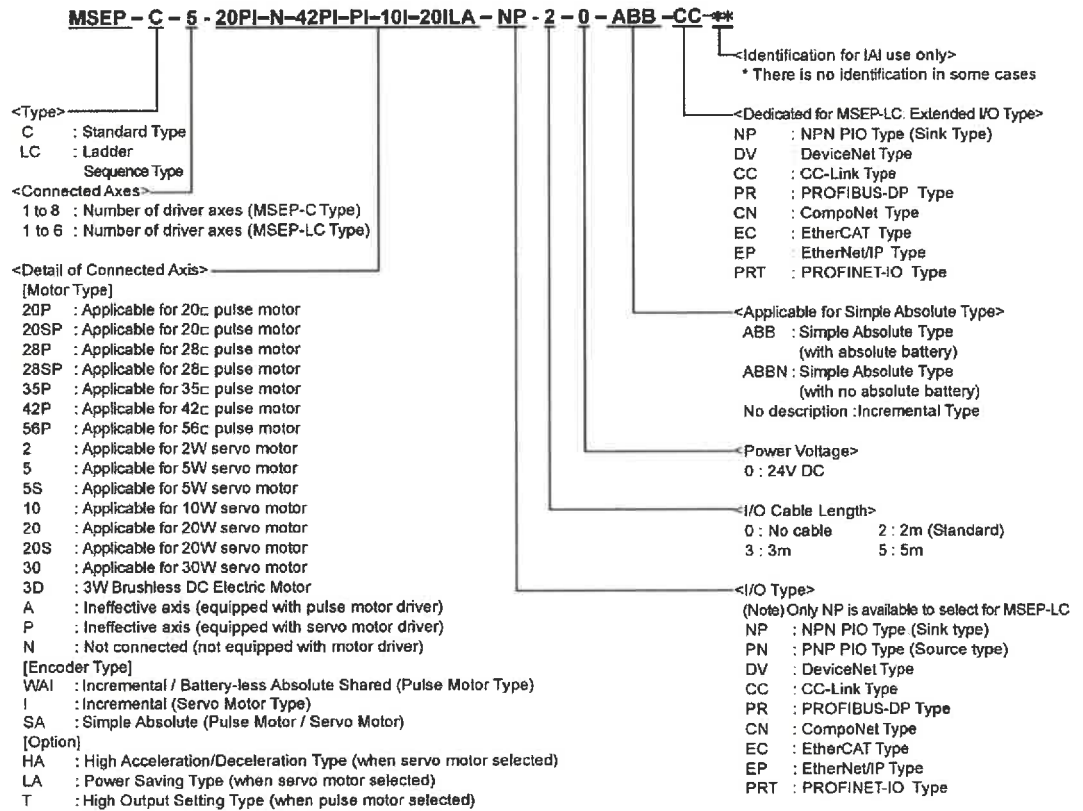 MSEP – C – 5 - 20PI–N–42PI–PI–10I–20ILA – NP - 2 – 0 – ABB –CC-**
<Identification for IAI use only>
* There is no identification in some cases
<Type>
C : Standard Type
LC : Ladder
Sequence Type
<Connected Axes>
1 to 8 : Number of driver axes (MSEP-C Type)
1 to 6 : Number of driver axes (MSEP-LC Type)
<Detail of Connected Axis>
[Motor Type]
20P : Applicable for 20□ pulse motor
20SP : Applicable for 20□ pulse motor
28P : Applicable for 28□ pulse motor
28SP : Applicable for 28□ pulse motor
35P : Applicable for 35□ pulse motor
42P : Applicable for 42□ pulse motor
56P : Applicable for 56□ pulse motor
2 : Applicable for 2W servo motor
5 : Applicable for 5W servo motor
5S : Applicable for 5W servo motor
10 : Applicable for 10W servo motor
20 : Applicable for 20W servo motor
20S : Applicable for 20W servo motor
30 : Applicable for 30W servo motor
3D : 3W Brushless DC Electric Motor
A : Ineffective axis (equipped with pulse motor driver)
P : Ineffective axis (equipped with servo motor driver)
N : Not connected (not equipped with motor driver)
[Encoder Type]
WAI : Incremental / Battery-less Absolute Shared (Pulse Motor Type)
I : Incremental (Servo Motor Type)
SA : Simple Absolute (Pulse Motor / Servo Motor)
[Option]
HA : High Acceleration/Deceleration Type (when servo motor selected)
LA : Power Saving Type (when servo motor selected)
T : High Output Setting Type (when pulse motor selected)
<Dedicated for MSEP-LC. Extended I/O Type>
NP : NPN PIO Type (Sink Type)
DV DeviceNet Type
CC : CC-Link Type
PR : PROFIBUS-DP Type
CN : CompoNet Type
EC : EtherCAT Type
EP EtherNet/IP Type
PRT : PROFINET-IO Type
<Applicable for Simple Absolute Type>
ABB : Simple Absolute Type
(with absolute battery)
ABBN : Simple Absolute Type
(with no absolute battery)
No description : Incremental Type
<Power Voltage>
0 : 24V DC
<I/O Cable Length>
0 : No cable 2 : 2m (Standard)
3 : 3m 5 : 5m
<I/O Type>
(Note) Only NP is available to select for MSEP-LC
NP : NPN PIO Type (Sink type)
PN : PNP PIO Type (Source type)
DV : DeviceNet Type
CC : CC-Link Type
PR : PROFIBUS-DP Type
CN : CompoNet Type
EC : EtherCAT Type
EP : EtherNet/IP Type
PRT : PROFINET-IO Type